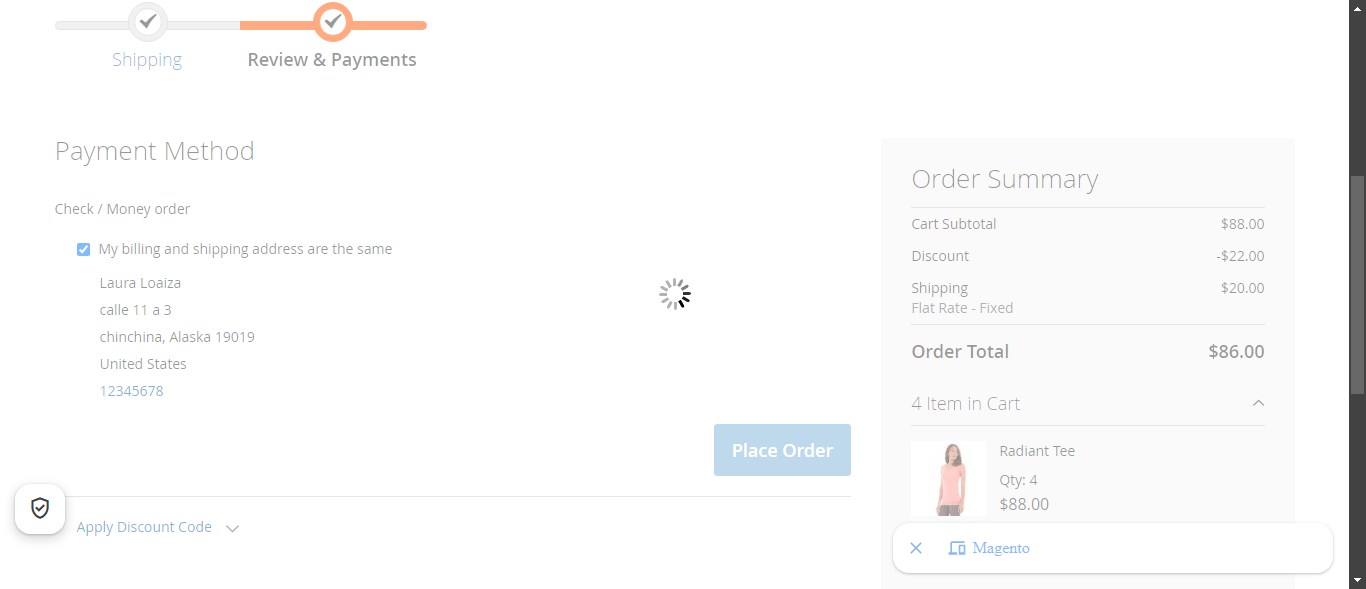 Shipping
Review & Payments
Payment Method
Check / Money order
My billing and shipping address are the same
Laura Loaiza
calle 11 a 3
chinchina, Alaska 19019
United States
12345678
Place Order
Apply Discount Code
Order Summary
Cart Subtotal $88.00
Discount -$22.00
Shipping $20.00
Flat Rate - Fixed
Order Total $86.00
4 Item in Cart
Radiant Tee
Qty: 4
$88.00
Magento